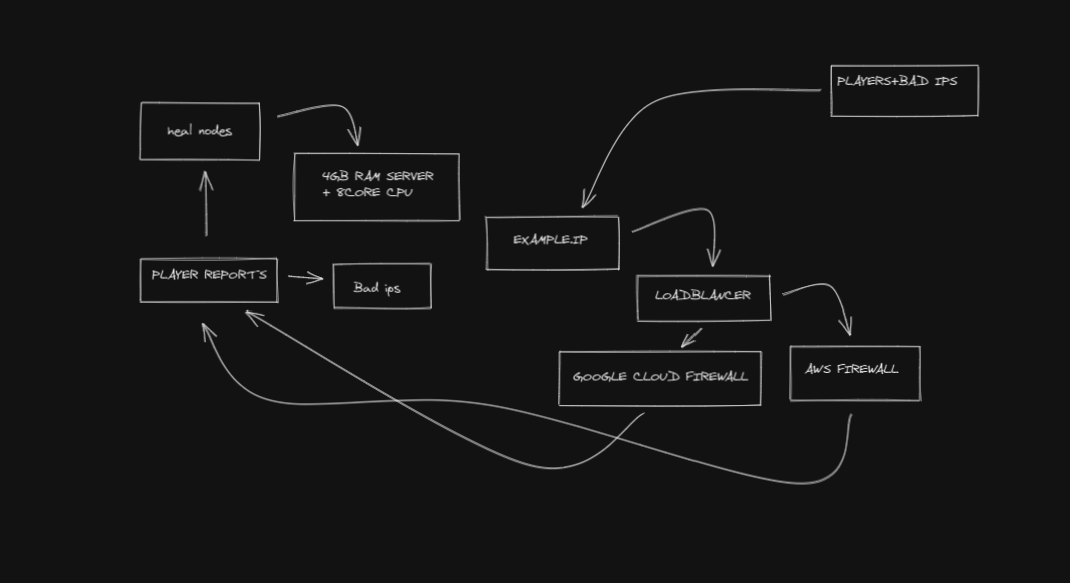 PLAYERS+BAD IPS
heal nodes
4GB RAM SERVER
+ 8CORE CPU
EXAMPLE.IP
PLAYER REPORTS
Bad ips
LOADBLANCER
GOOGLE CLOUD FIREWALL
AWS FIREWALL